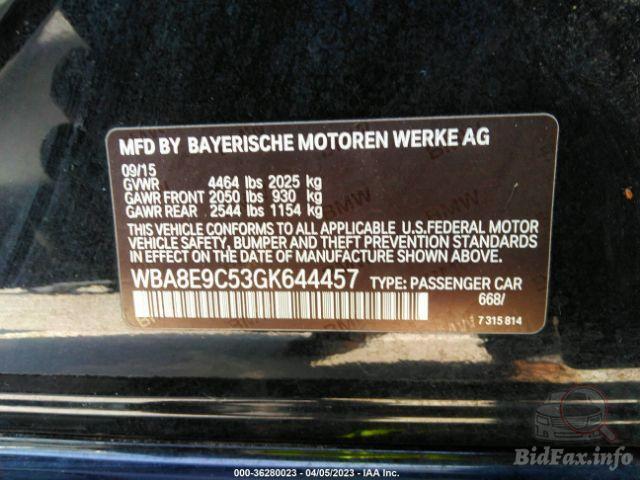 MFD BY BAYERISCHE MOTOREN WERKE AG
09/15
GVWR 4464 lbs 2025 kg
GAWR FRONT 2050 lbs 930 kg
GAWR REAR 2544 lbs 1154 kg
THIS VEHICLE CONFORMS TO ALL APPLICABLE U.S.FEDERAL MOTOR
VEHICLE SAFETY, BUMPER AND THEFT PREVENTION STANDARDS
IN EFFECT ON THE DATE OF MANUFACTURE SHOWN ABOVE.
WBA8E9C53GK644457 TYPE: PASSENGER CAR
668/
7 315 814
BMW
BMW
BidFax.info
000-36280023 - 04/05/2023 - IAA Inc.